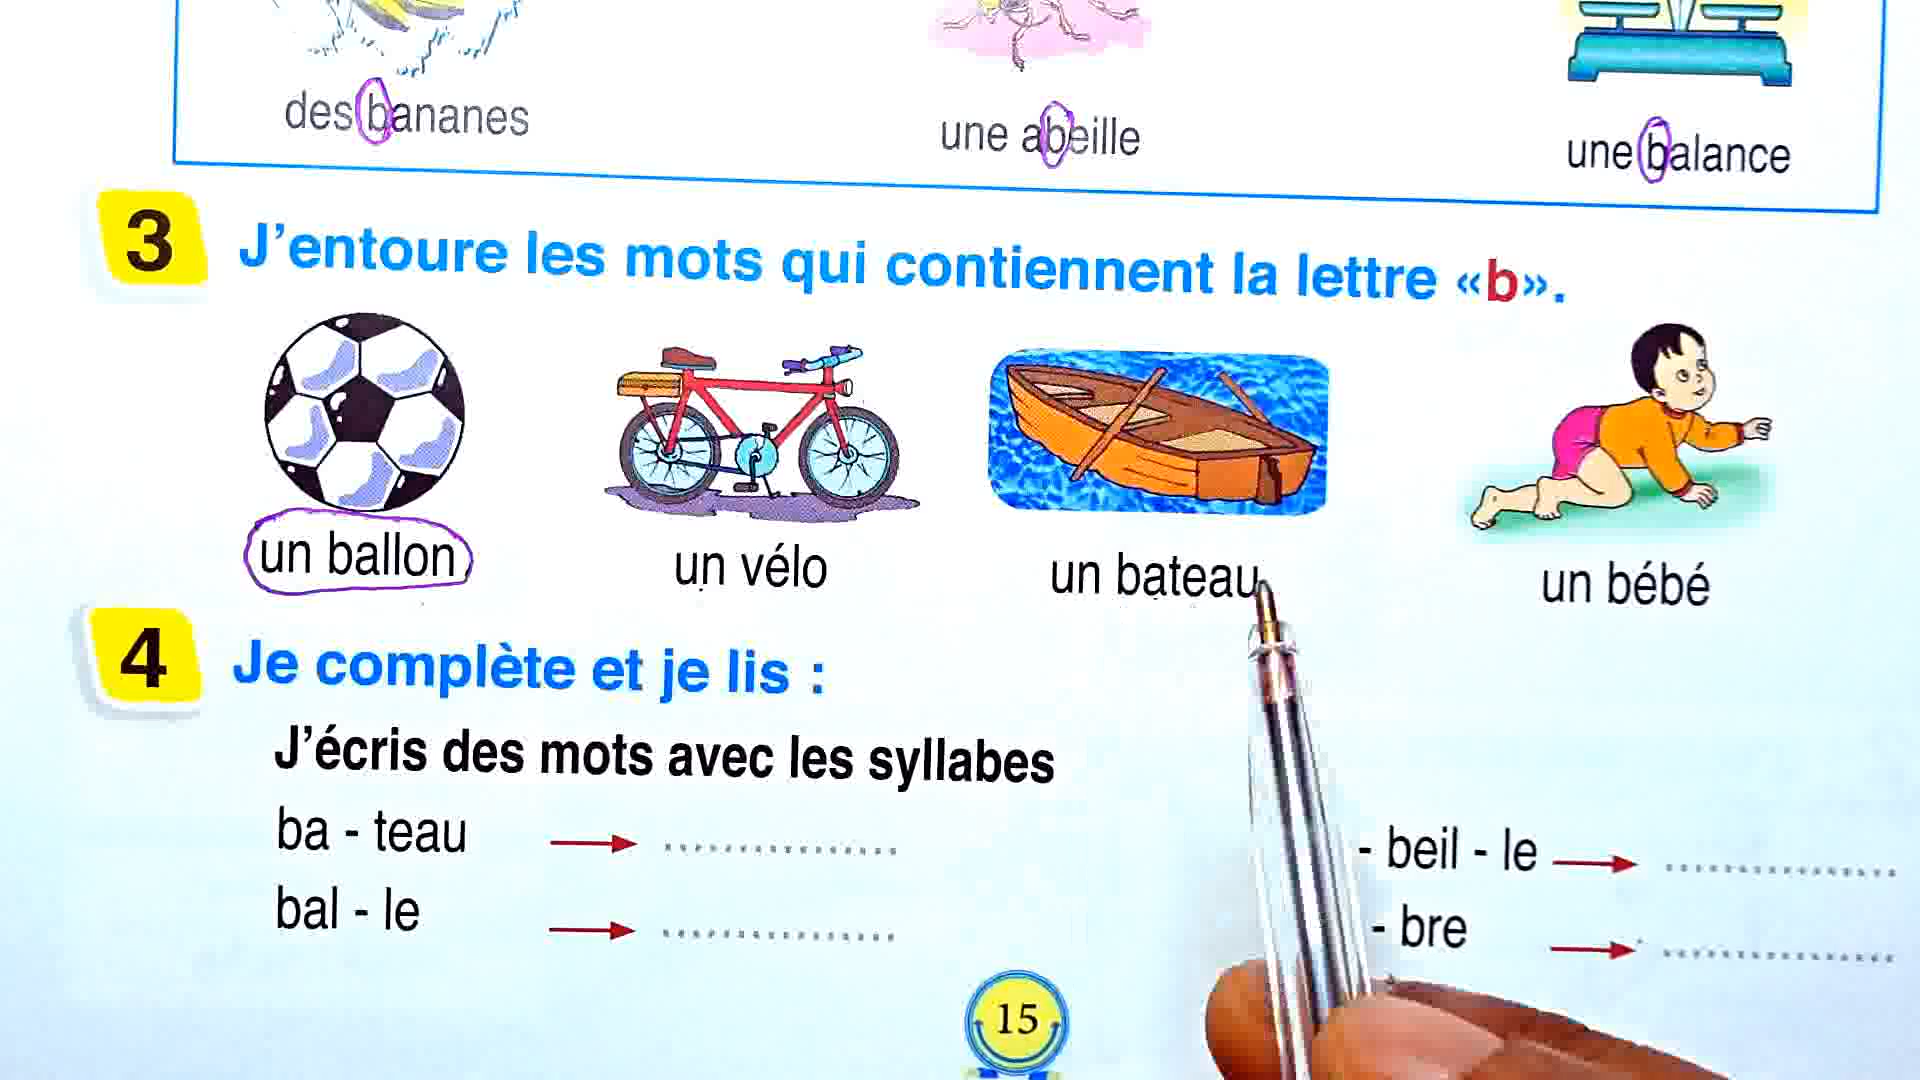 des bananes
une abeille
une balance
3 J'entoure les mots qui contiennent la lettre «b».
un ballon
un vélo
un bateau
un bébé
4 Je complète et je lis :
J'écris des mots avec les syllabes
ba - teau
- beil - le
bal - le
- bre
15